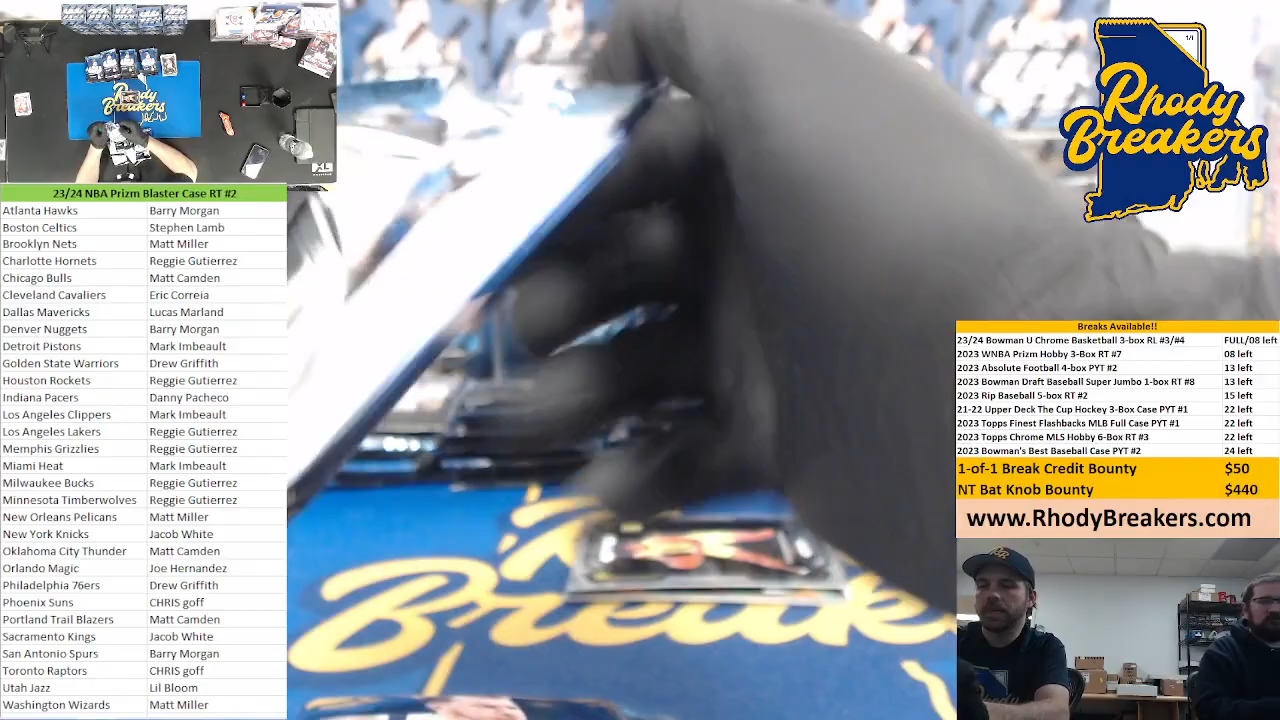 Rhody
Breakers
23/24 NBA Prizm Blaster Case RT #2
Atlanta Hawks Barry Morgan
Boston Celtics Stephen Lamb
Brooklyn Nets Matt Miller
Charlotte Hornets Reggie Gutierrez
Chicago Bulls Matt Camden
Cleveland Cavaliers Eric Correia
Dallas Mavericks Lucas Marland
Denver Nuggets Barry Morgan
Detroit Pistons Mark Imbeault
Golden State Warriors Drew Griffith
Houston Rockets Reggie Gutierrez
Indiana Pacers Danny Pacheco
Los Angeles Clippers Mark Imbeault
Los Angeles Lakers Reggie Gutierrez
Memphis Grizzlies Reggie Gutierrez
Miami Heat Mark Imbeault
Milwaukee Bucks Reggie Gutierrez
Minnesota Timberwolves Reggie Gutierrez
New Orleans Pelicans Matt Miller
New York Knicks Jacob White
Oklahoma City Thunder Matt Camden
Orlando Magic Joe Hernandez
Philadelphia 76ers Drew Griffith
Phoenix Suns CHRIS goff
Portland Trail Blazers Matt Camden
Sacramento Kings Jacob White
San Antonio Spurs Barry Morgan
Toronto Raptors CHRIS goff
Utah Jazz Lil Bloom
Washington Wizards Matt Miller
Break
1/1
Rhody
Breakers
Breaks Available!!
23/24 Bowman U Chrome Basketball 3-box RL #3/#4 FULL/08 left
2023 WNBA Prizm Hobby 3-Box RT #7 08 left
2023 Absolute Football 4-box PYT #2 13 left
2023 Bowman Draft Baseball Super Jumbo 1-box RT #8 13 left
2023 Rip Baseball 5-box RT #2 15 left
21-22 Upper Deck The Cup Hockey 3-Box Case PYT #1 22 left
2023 Topps Finest Flashbacks MLB Full Case PYT #1 22 left
2023 Topps Chrome MLS Hobby 6-Box RT #3 22 left
2023 Bowman's Best Baseball Case PYT #2 24 left
1-of-1 Break Credit Bounty $50
NT Bat Knob Bounty $440
www.RhodyBreakers.com